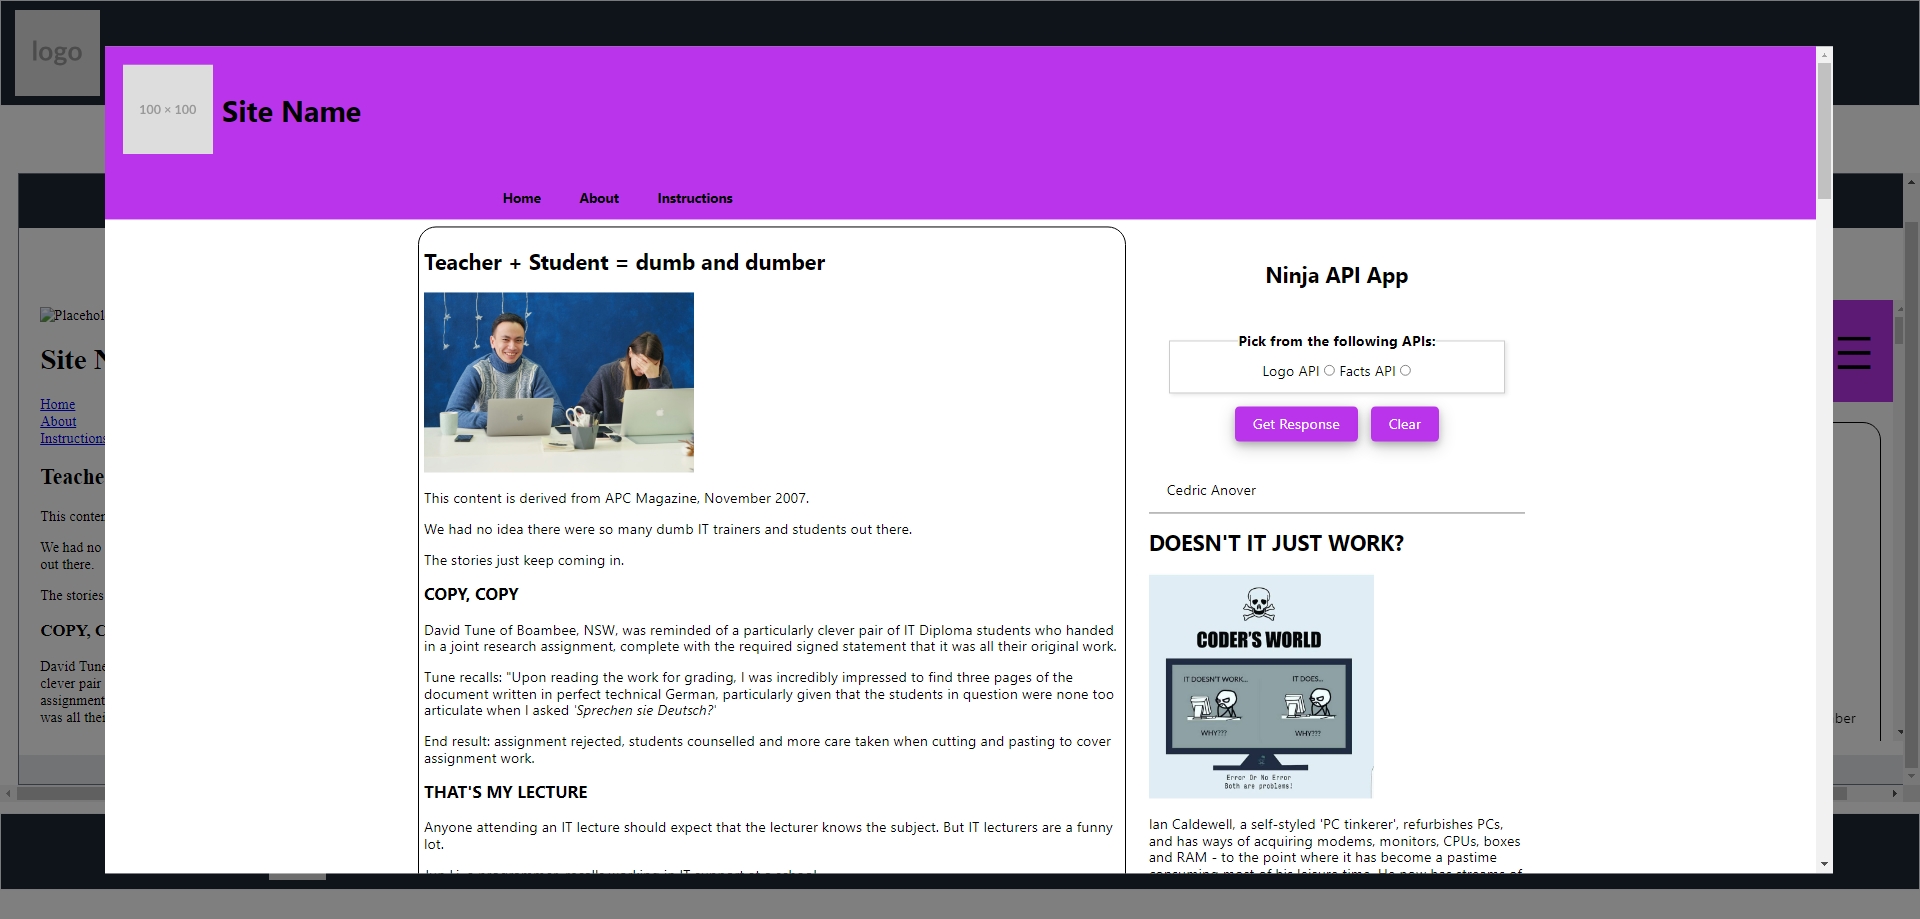 logo
100 × 100
Site Name
Home About Instructions
Teacher + Student = dumb and dumber
This content is derived from APC Magazine, November 2007.
We had no idea there were so many dumb IT trainers and students out there.
The stories just keep coming in.
COPY, COPY
David Tune of Boambee, NSW, was reminded of a particularly clever pair of IT Diploma students who handed
in a joint research assignment, complete with the required signed statement that it was all their original work.
Tune recalls: "Upon reading the work for grading, I was incredibly impressed to find three pages of the
document written in perfect technical German, particularly given that the students in question were none too
articulate when I asked 'Sprechen sie Deutsch?'
End result: assignment rejected, students counselled and more care taken when cutting and pasting to cover
assignment work.
THAT'S MY LECTURE
Anyone attending an IT lecture should expect that the lecturer knows the subject. But IT lecturers are a funny
lot.
Ninja API App
Pick from the following APIs:
Logo API Facts API
Get Response Clear
Cedric Anover
DOESN'T IT JUST WORK?
CODER'S WORLD
IT DOESN'T WORK... IT DOES...
WHY??? WHY???
Error Or No Error
Both are problems!
Ian Caldewell, a self-styled 'PC tinkerer', refurbishes PCs,
and has ways of acquiring modems, monitors, CPUs, boxes
and RAM - to the point where it has become a pastime
Placehol
Site N
Home
About
Instructions
Teache
This conten
We had no
out there.
The stories
COPY, C
David Tune
clever pair
assignment
was all thei
ber